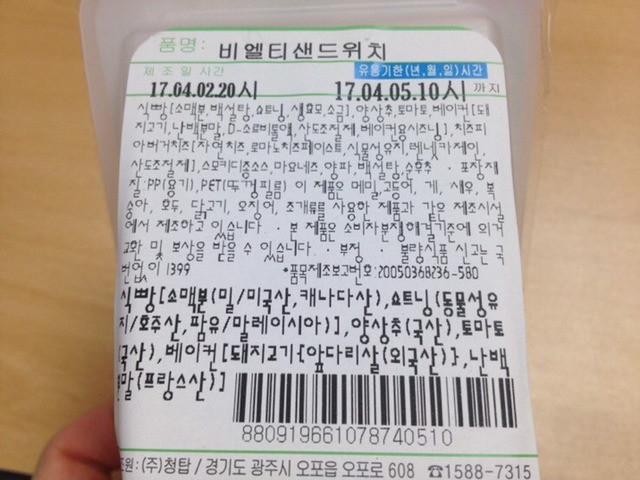 품명: 비엘티샌드위치
제조일시간 유통기한(년,월,일)시간
17.04.02.20시 17.04.05.10시 까지
식빵[소맥분,백설탕,쇼트닝,생효모,소금],양상추,토마토,베이컨[돼
지고기,난백분말,D-소르비톨액,산도조절제,베이컨용시즈닝],치즈피
아버거치즈[자연치즈,로마노치즈페이스트,식물성유지,렌넷카제인,
산도조절제],스모키디종소스,마요네즈,양파,백설탕,순후추 · 포장재
질:PP(용기),PET(뚜껑필름) 이 제품은 메밀,고등어, 게, 새우, 복
숭아, 호두, 닭고기, 오징어, 조개류를 사용한 제품과 같은 제조시설
에서 제조하고 있습니다 · 본 제품은 소비자분쟁해결기준에 의거
교환 및 보상을 받을 수 있습니다 · 부정 · 불량식품 신고는 국
번없이 1399 *품목제조보고번호:20050368236-580
식빵[소맥분(밀/미국산,캐나다산),쇼트닝(동물성유
지/호주산,팜유/말레이시아)],양상추(국산),토마토
(국산),베이컨[돼지고기{앞다리살(외국산)},난백
분말(프랑스산)]
8809196610787 40510
조원: (주)청탑 / 경기도 광주시 오포읍 오포로 608 ☎1588-7315